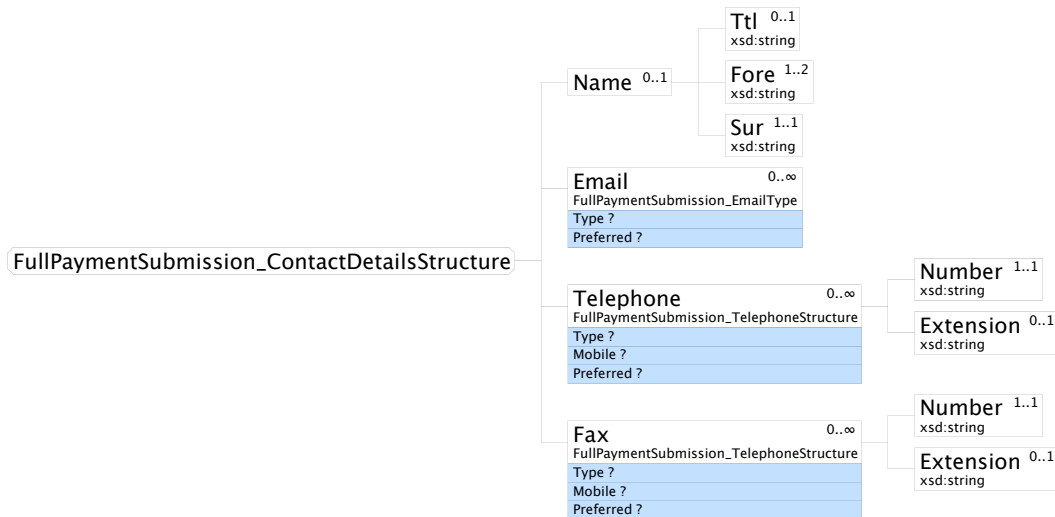 Ttl 0..1
xsd:string
Name 0..1
Fore 1..2
xsd:string
Sur 1..1
xsd:string
Email 0..∞
FullPaymentSubmission_EmailType
Type ?
Preferred ?
FullPaymentSubmission_ContactDetailsStructure
Telephone 0..∞
FullPaymentSubmission_TelephoneStructure
Type ?
Mobile ?
Preferred ?
Number 1..1
xsd:string
Extension 0..1
xsd:string
Fax 0..∞
FullPaymentSubmission_TelephoneStructure
Type ?
Mobile ?
Preferred ?
Number 1..1
xsd:string
Extension 0..1
xsd:string